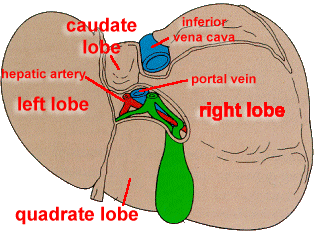 caudate
lobe
inferior
vena cava
hepatic artery
portal vein
left lobe
right lobe
quadrate lobe